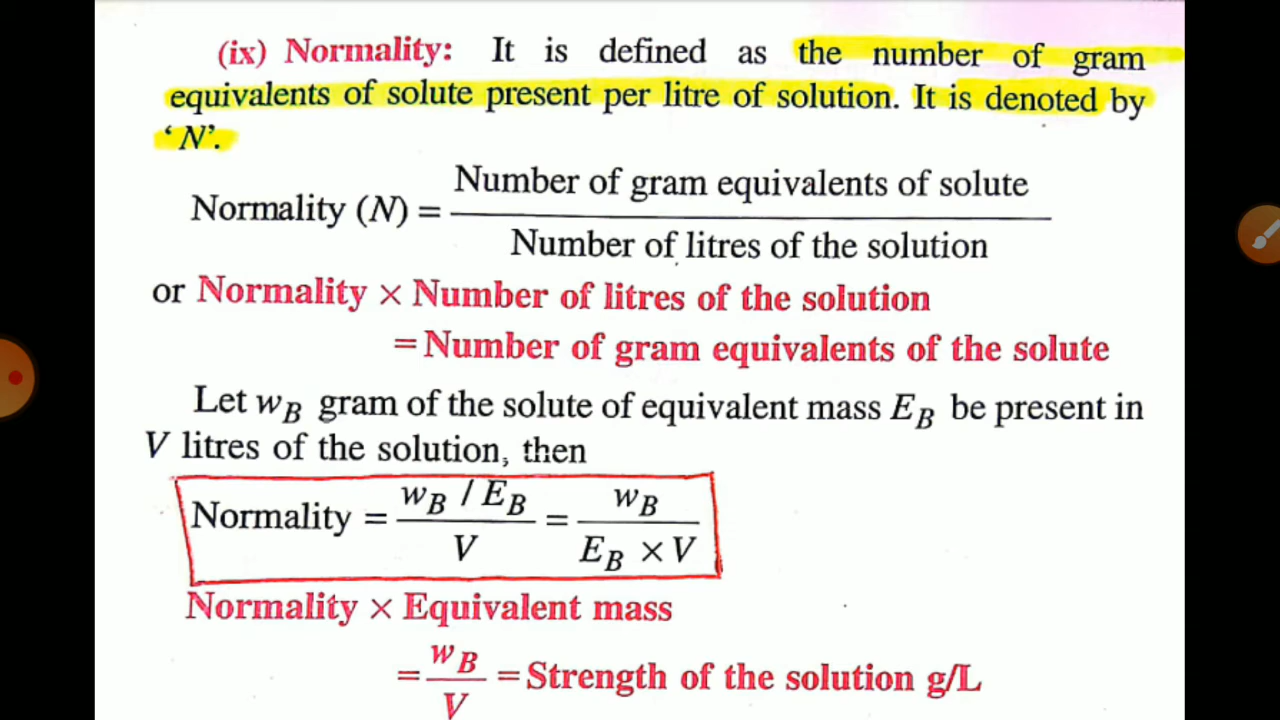 (ix) Normality: It is defined as the number of gram
equivalents of solute present per litre of solution. It is denoted by
‘N’.
Normality (N) = Number of gram equivalents of solute / Number of litres of the solution
or Normality × Number of litres of the solution
= Number of gram equivalents of the solute
Let w_B gram of the solute of equivalent mass E_B be present in
V litres of the solution, then
Normality = (w_B / E_B) / V = w_B / (E_B × V)
Normality × Equivalent mass
= w_B / V = Strength of the solution g/L